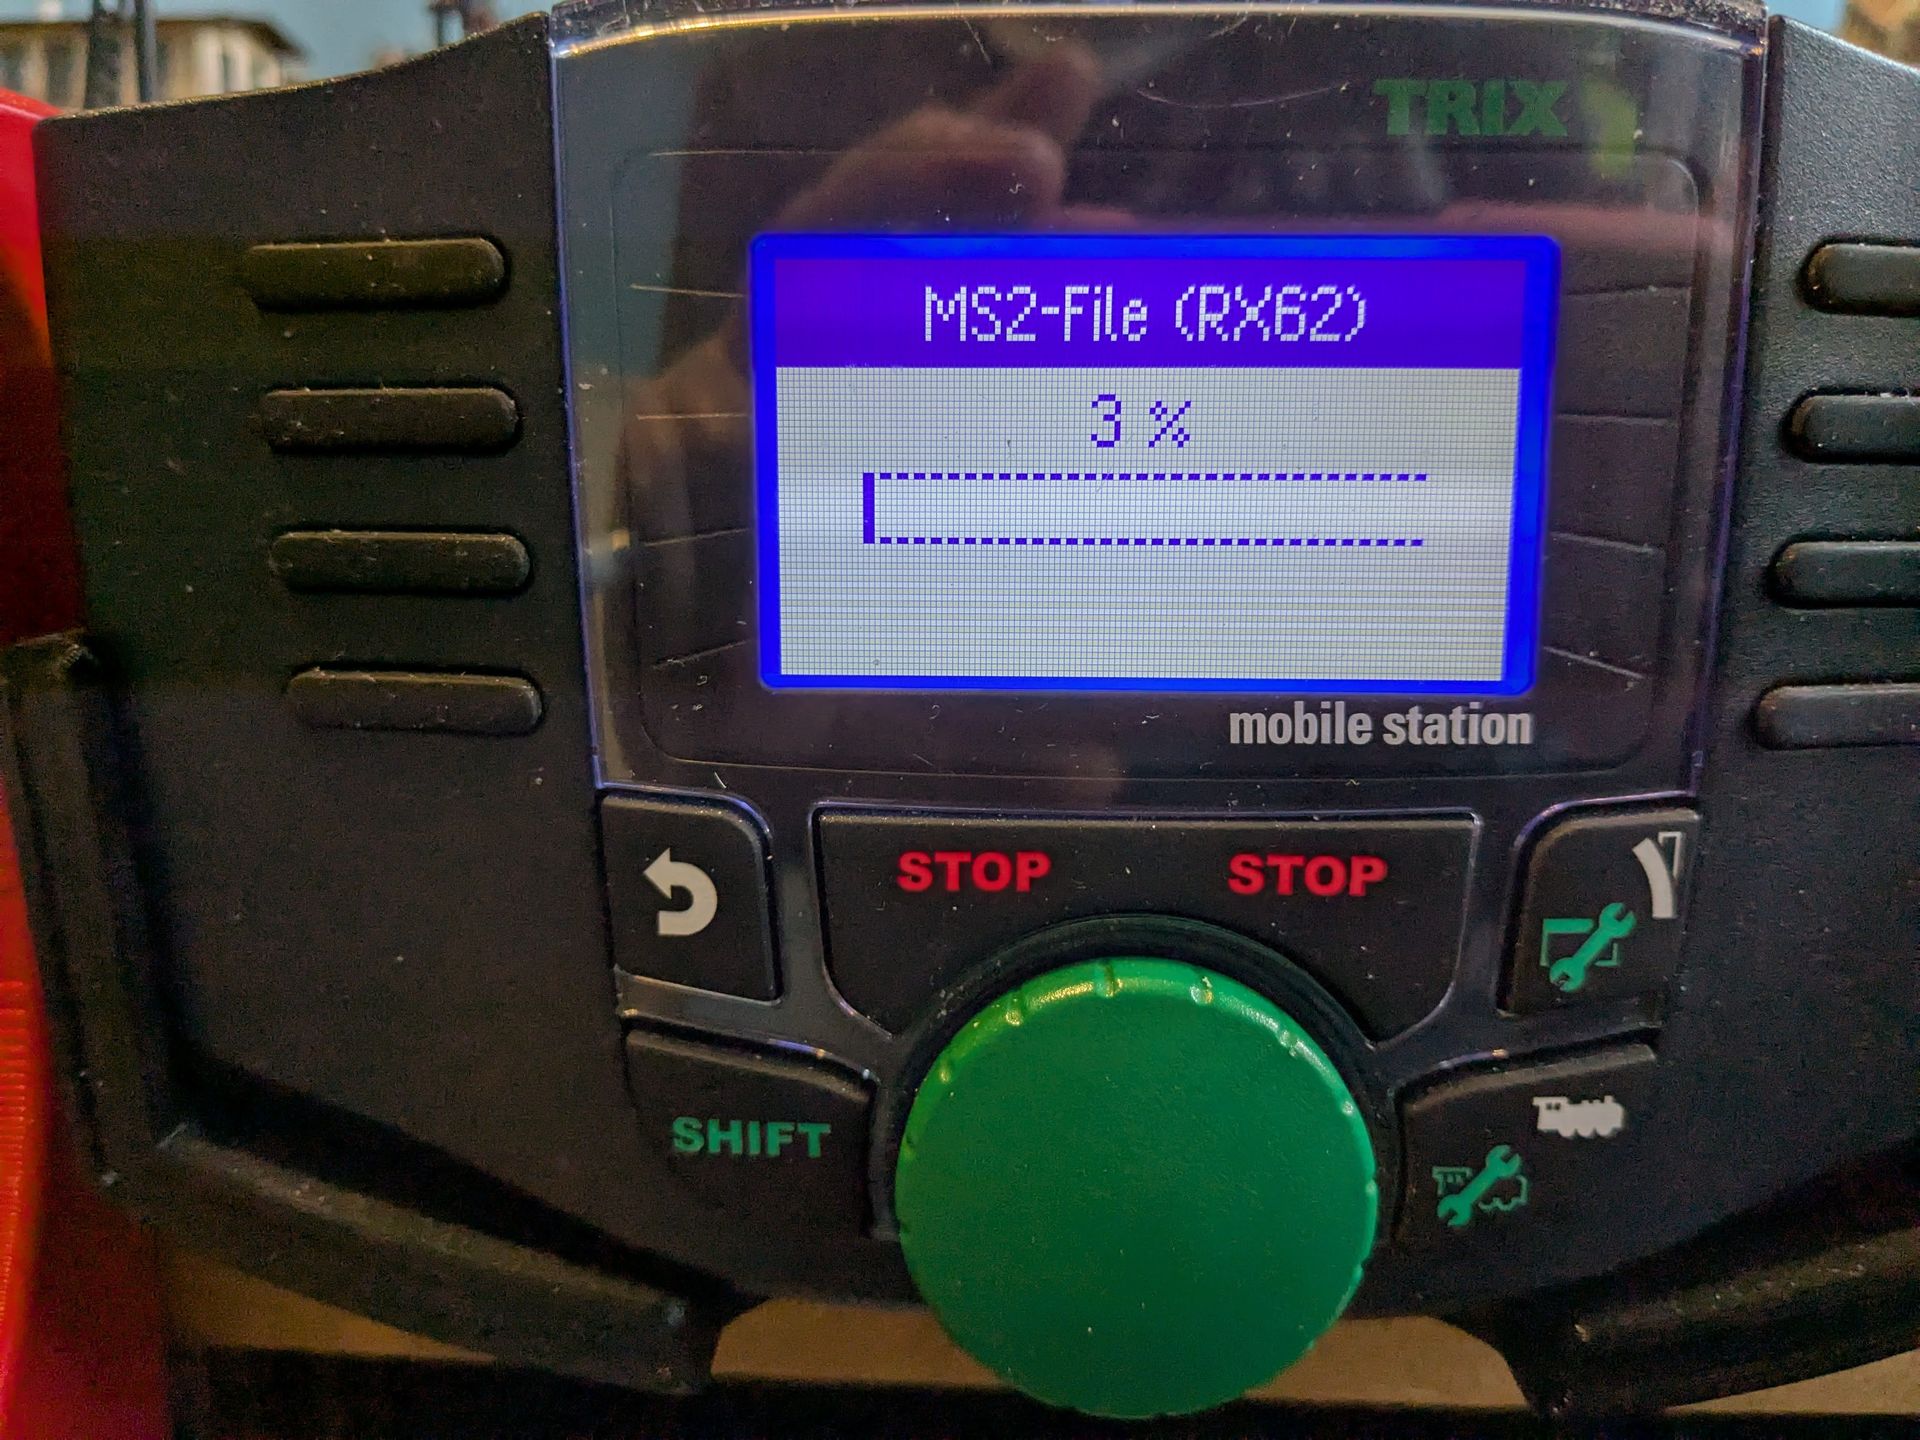 TRIX
MS2-File (RX62)
3 %
mobile station
STOP STOP
SHIFT